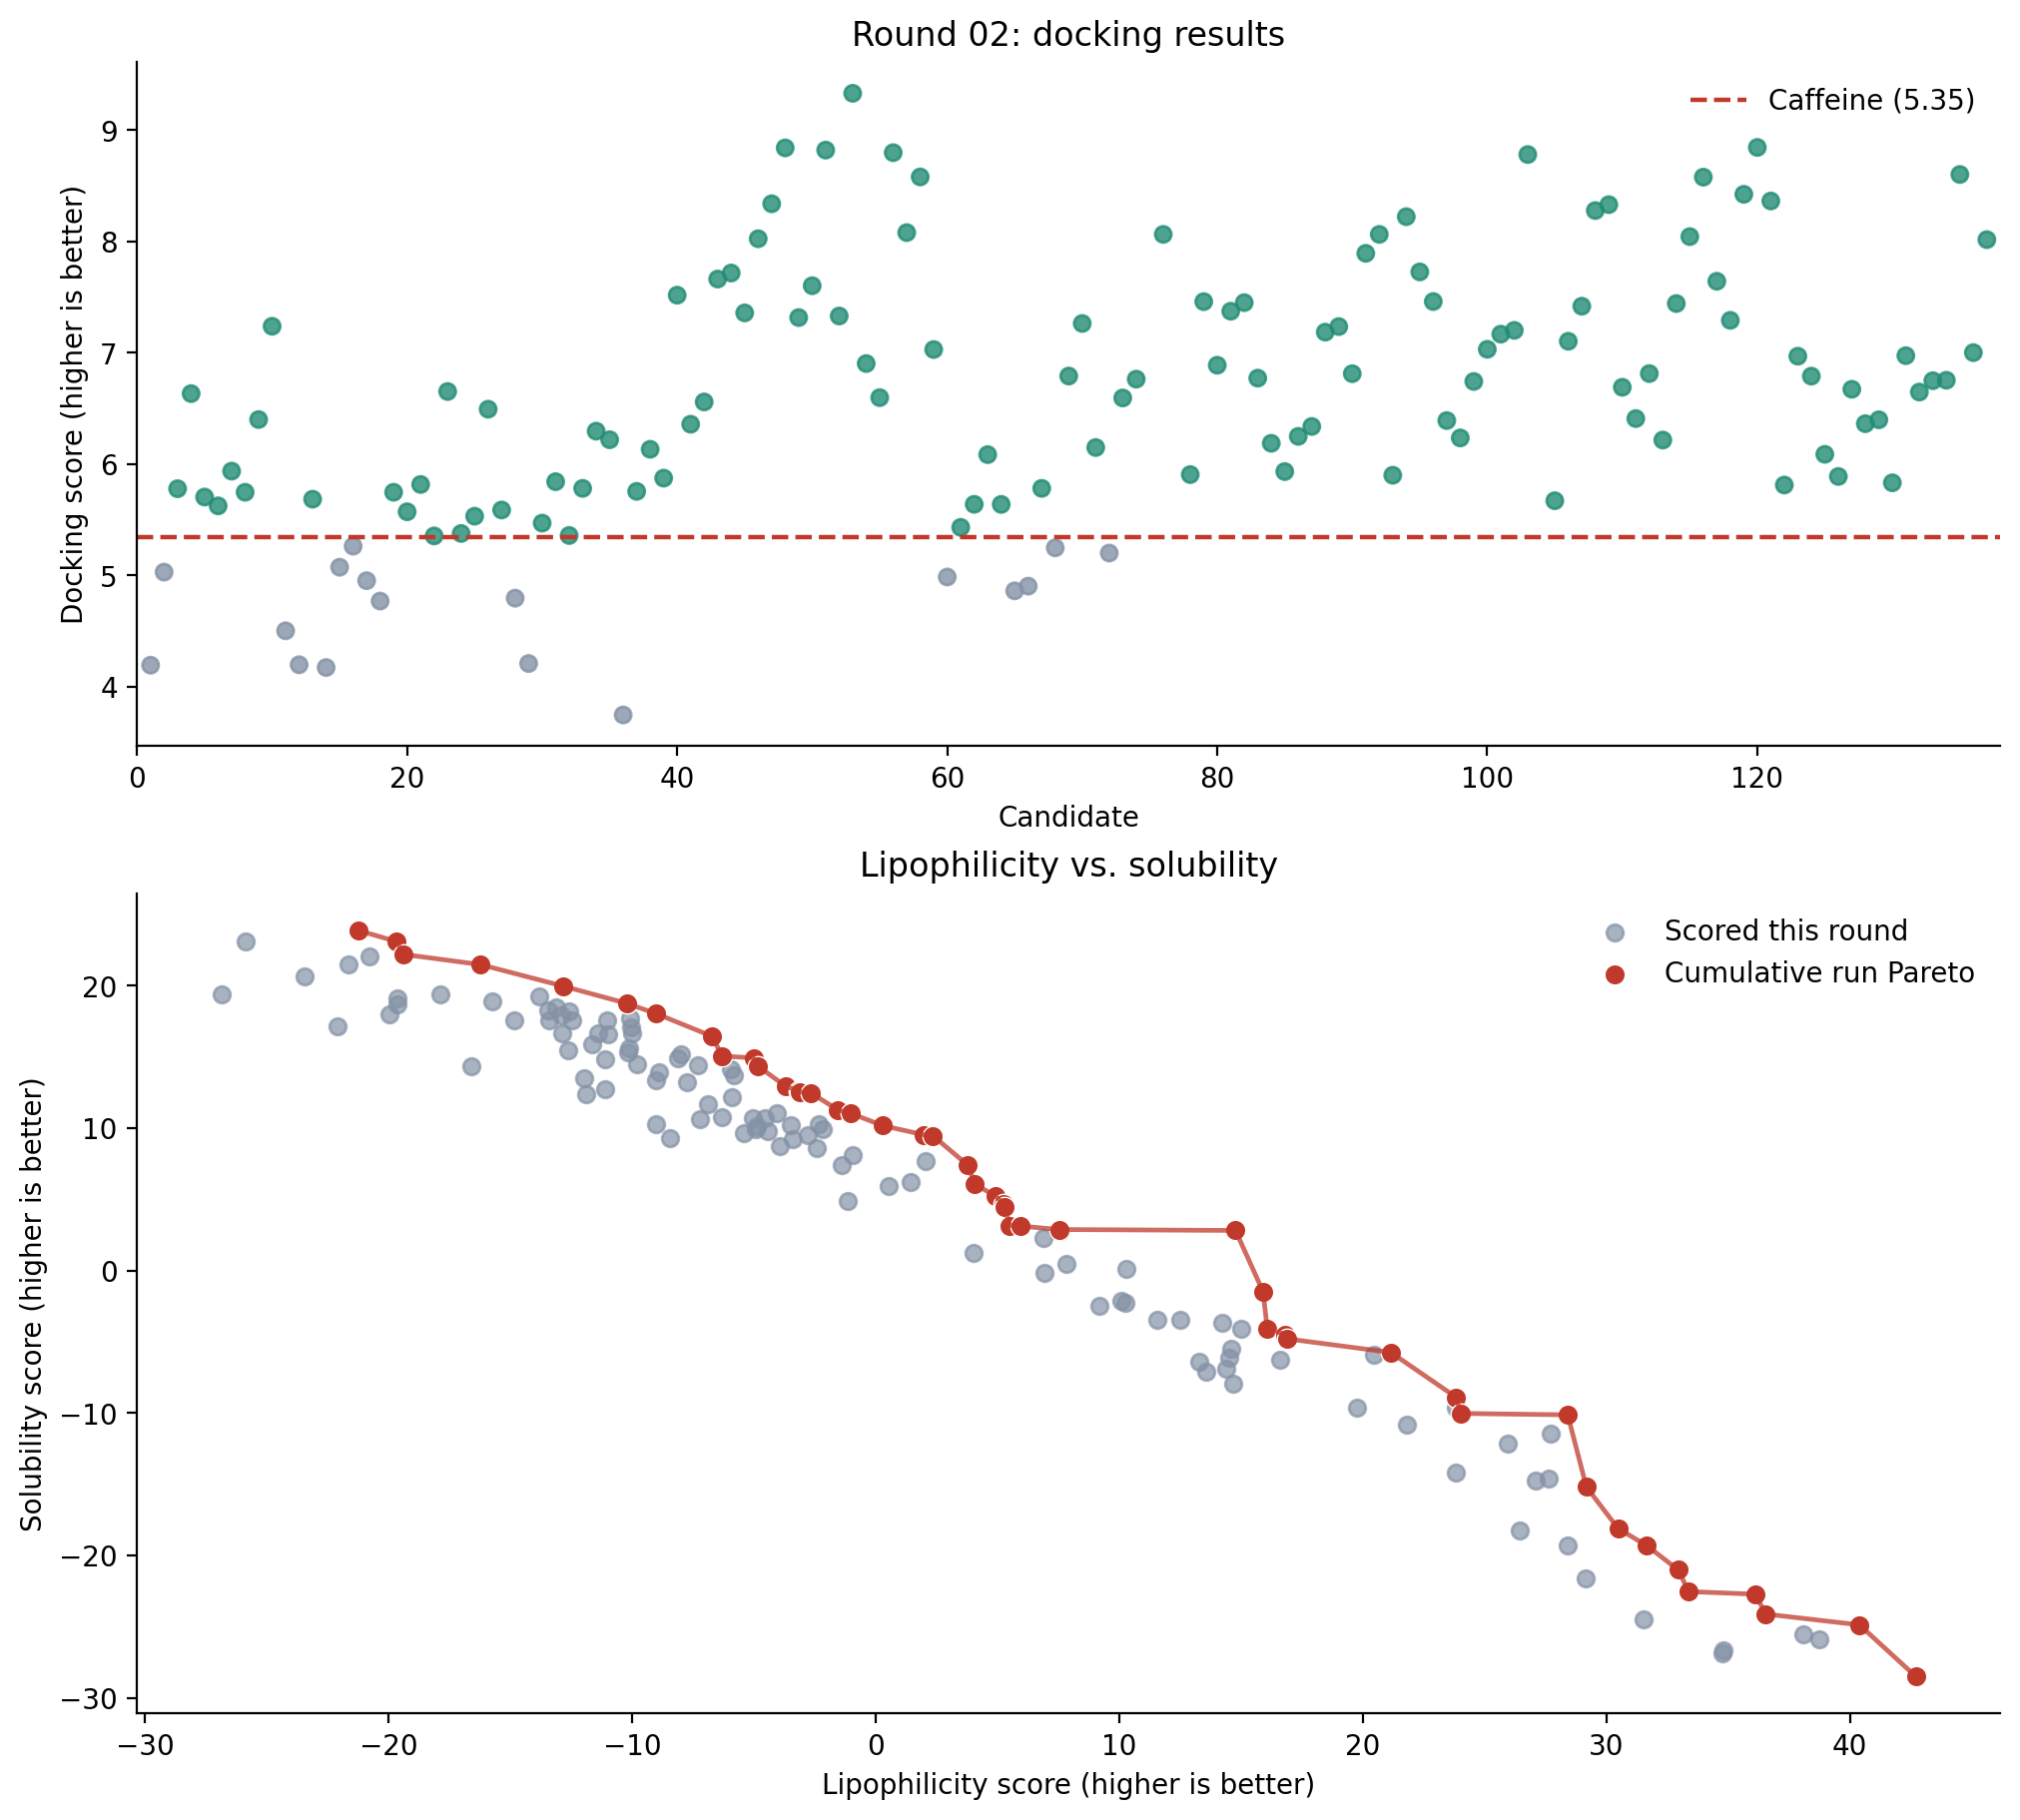 Round 02: docking results
Caffeine (5.35)
Docking score (higher is better)
9
8
7
6
5
4
0 20 40 60 80 100 120
Candidate
Lipophilicity vs. solubility
Scored this round
Cumulative run Pareto
Solubility score (higher is better)
20
10
0
−10
−20
−30
−30 −20 −10 0 10 20 30 40
Lipophilicity score (higher is better)